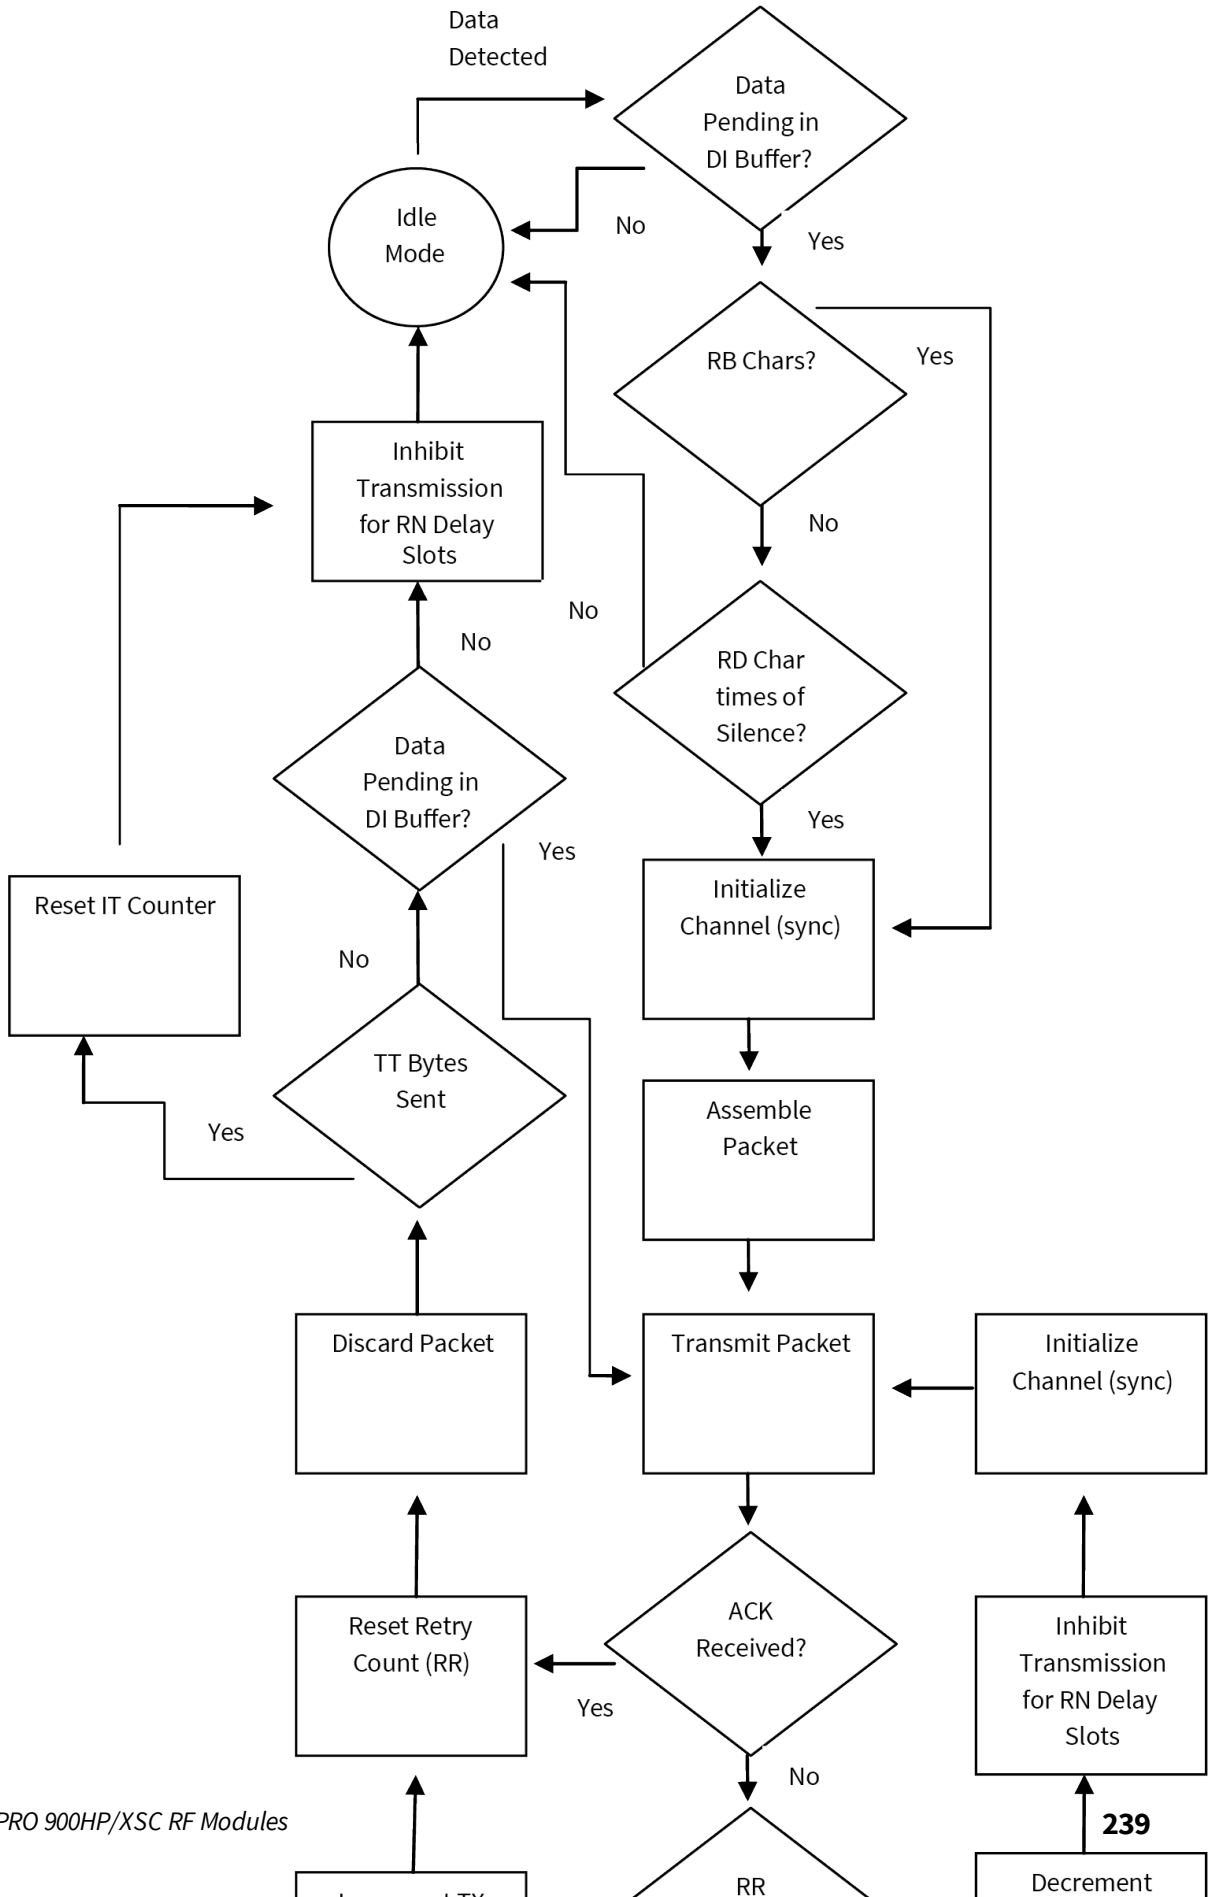 Data
Detected
Data
Pending in
DI Buffer?
Idle
Mode
No
Yes
RB Chars?
Yes
Inhibit
Transmission
for RN Delay
Slots
No
No
No
RD Char
times of
Silence?
Data
Pending in
DI Buffer?
Yes
Yes
Reset IT Counter
Initialize
Channel (sync)
No
TT Bytes
Sent
Assemble
Packet
Yes
Discard Packet
Transmit Packet
Initialize
Channel (sync)
ACK
Received?
Reset Retry
Count (RR)
Inhibit
Transmission
for RN Delay
Slots
Yes
No
PRO 900HP/XSC RF Modules
239
RR
Decrement
TX